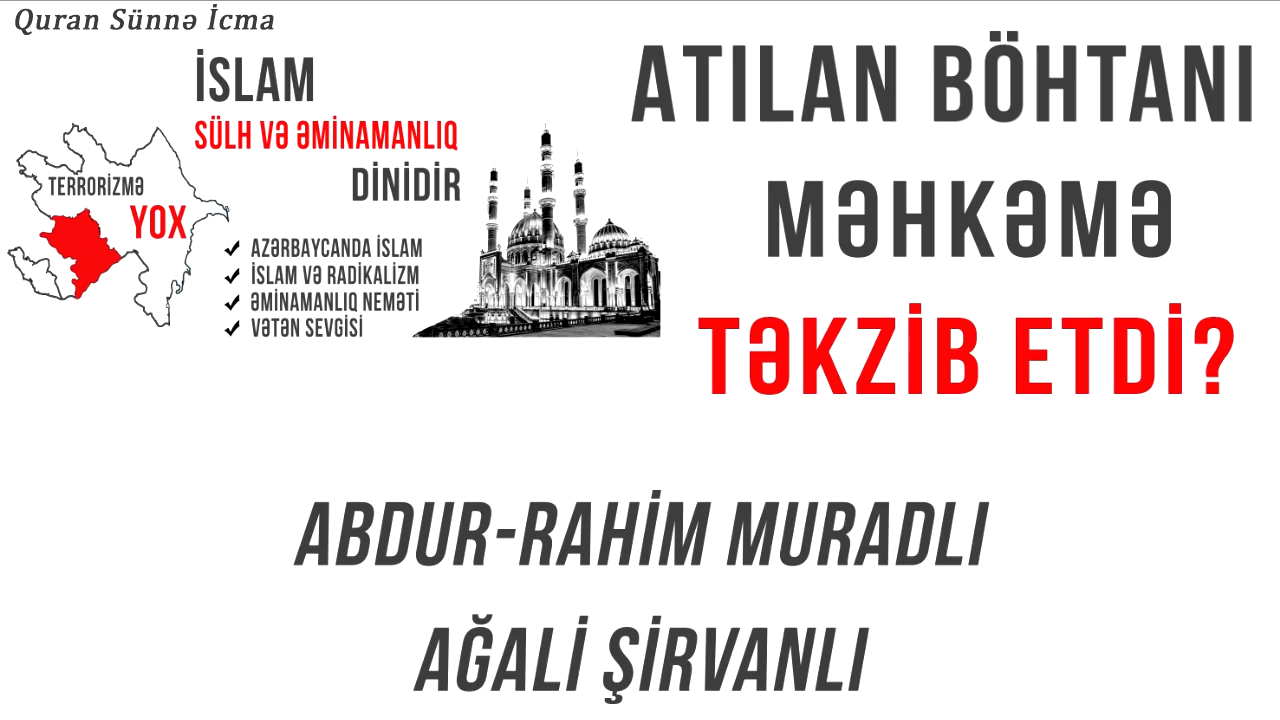 Quran Sünnə İcma
İSLAM
SÜLH VƏ ƏMİNAMANLIQ
DİNİDİR
TERRORİZMƏ
YOX
AZƏRBAYCANDA İSLAM
İSLAM VƏ RADİKALİZM
ƏMİNAMANLIQ NEMƏTİ
VƏTƏN SEVGİSİ
ATILAN BÖHTANI
MƏHKƏMƏ
TƏKZİB ETDİ?
ABDUR-RAHİM MURADLI
AĞALİ ŞİRVANLI